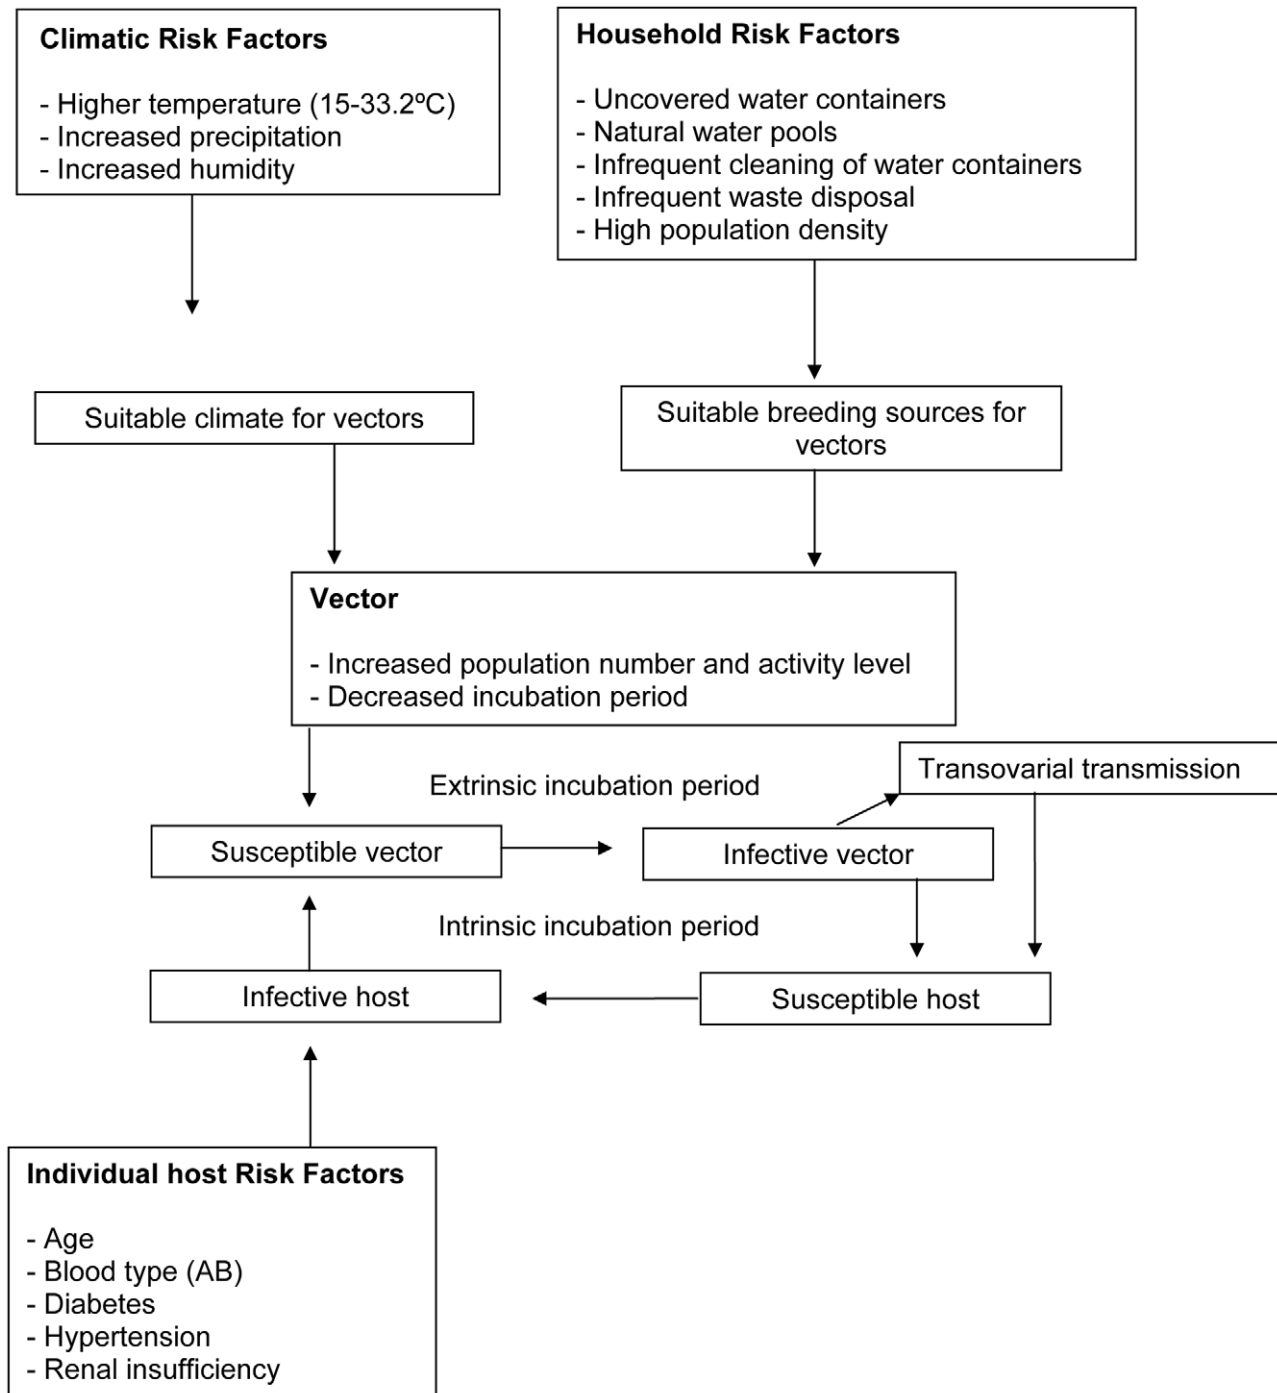 Climatic Risk Factors
- Higher temperature (15-33.2ºC)
- Increased precipitation
- Increased humidity
Household Risk Factors
- Uncovered water containers
- Natural water pools
- Infrequent cleaning of water containers
- Infrequent waste disposal
- High population density
Suitable climate for vectors
Suitable breeding sources for
vectors
Vector
- Increased population number and activity level
- Decreased incubation period
Transovarial transmission
Extrinsic incubation period
Susceptible vector
Infective vector
Intrinsic incubation period
Infective host
Susceptible host
Individual host Risk Factors
- Age
- Blood type (AB)
- Diabetes
- Hypertension
- Renal insufficiency